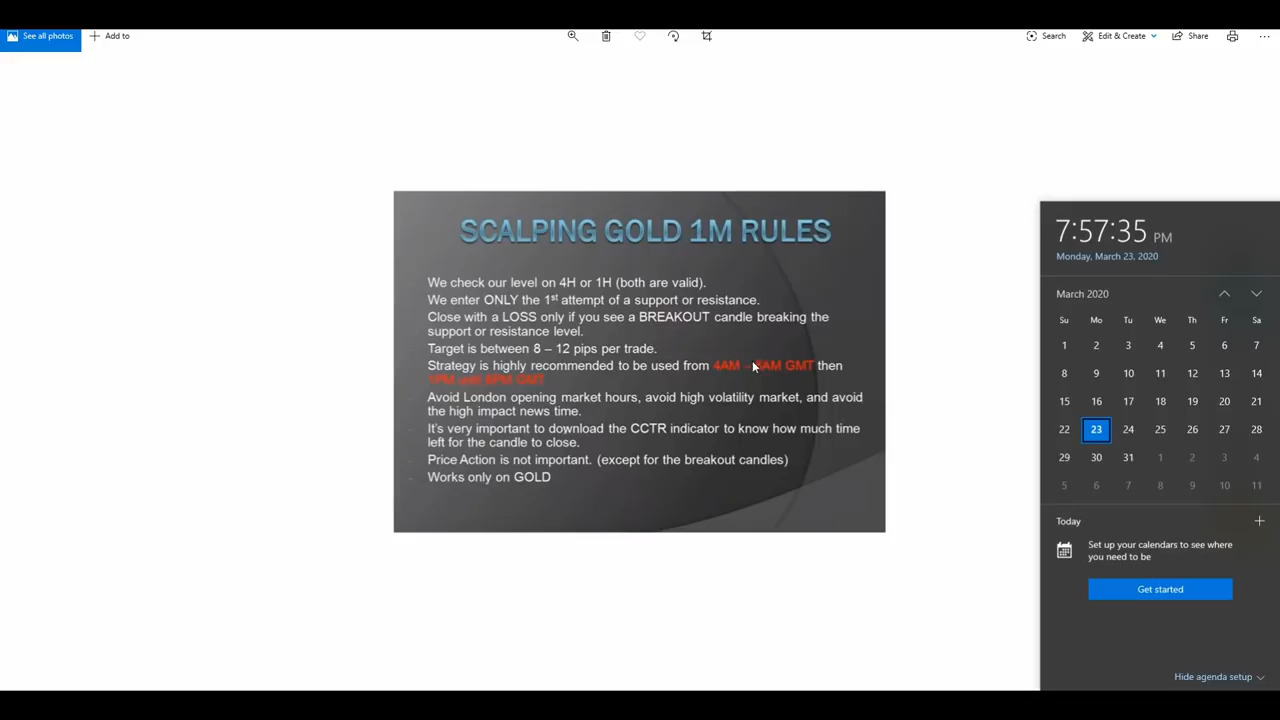 See all photos
Add to
Search
Edit & Create
Share
SCALPING GOLD 1M RULES
We check our level on 4H or 1H (both are valid).
We enter ONLY the 1st attempt of a support or resistance.
Close with a LOSS only if you see a BREAKOUT candle breaking the
support or resistance level.
Target is between 8 – 12 pips per trade.
Strategy is highly recommended to be used from 4AM – AM GMT then
1PM GMT
Avoid London opening market hours, avoid high volatility market, and avoid
the high impact news time.
It's very important to download the CCTR indicator to know how much time
left for the candle to close.
Price Action is not important. (except for the breakout candles)
Works only on GOLD
7:57:35 PM
Monday, March 23, 2020
March 2020
Su Mo Tu We Th Fr Sa
1 2 3 4 5 6 7
8 9 10 11 12 13 14
15 16 17 18 19 20 21
22 23 24 25 26 27 28
29 30 31 1 2 3 4
5 6 7 8 9 10 11
Today
Set up your calendars to see where
you need to be
Get started
Hide agenda setup